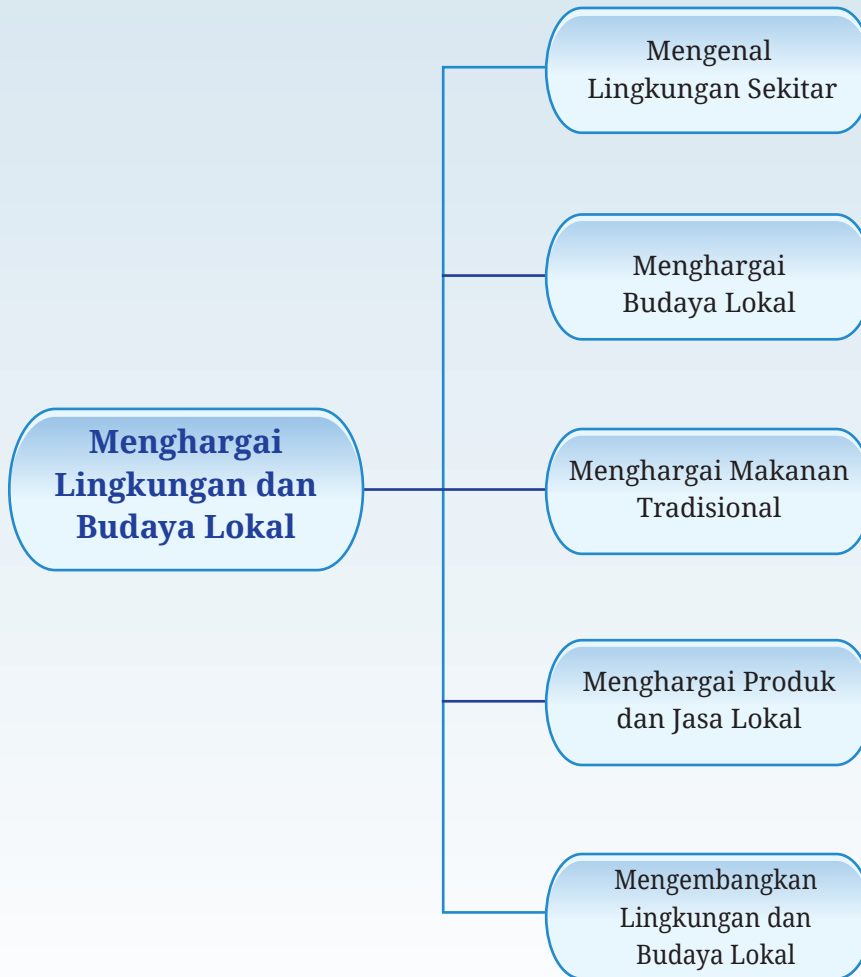 Menghargai
Lingkungan dan
Budaya Lokal
Mengenal
Lingkungan Sekitar
Menghargai
Budaya Lokal
Menghargai Makanan
Tradisional
Menghargai Produk
dan Jasa Lokal
Mengembangkan
Lingkungan dan
Budaya Lokal